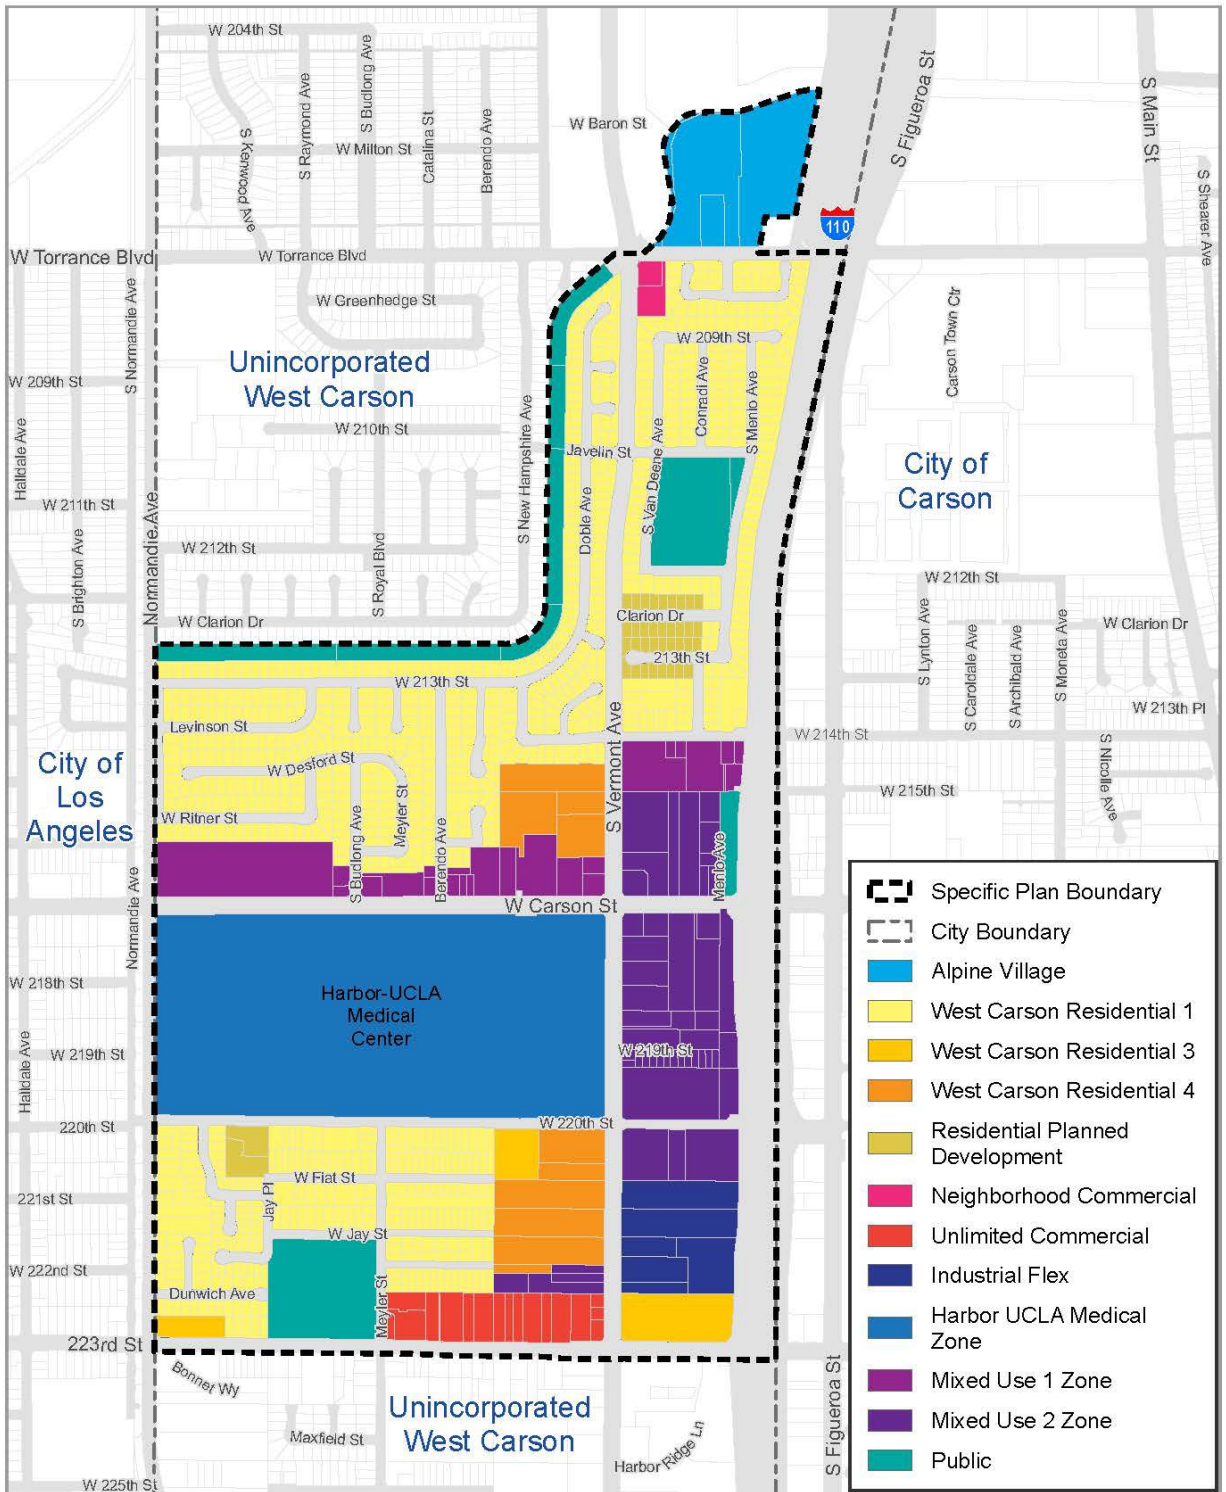 W 204th St
S Budlong Ave
S Raymond Ave
S Kenwood Ave
Catalina St
Berendo Ave
W Milton St
W Baron St
S Figueroa St
S Main St
S Shearer Ave
110
W Torrance Blvd
W Torrance Blvd
S Normandie Ave
W Greenhedge St
W 209th St
Carson Town Ctr
Unincorporated
West Carson
W 209th St
Conradi Ave
S Menlo Ave
Halldale Ave
W 210th St
S New Hampshire Ave
Javelin St
S Van Deene Ave
City of
Carson
W 211th St
Normandie Ave
Doble Ave
S Brighton Ave
W 212th St
S Royal Blvd
W 212th St
W Clarion Dr
Clarion Dr
S Lynton Ave
S Caroldale Ave
S Archibald Ave
S Moneta Ave
W Clarion Dr
213th St
W 213th St
W 213th Pl
Levinson St
S Vermont Ave
W 214th St
S Nicolle Ave
City of
Los
Angeles
W Desford St
Meyler St
W 215th St
W Ritner St
S Budlong Ave
Berendo Ave
Menlo Ave
Normandie Ave
W Carson St
W 218th St
Harbor-UCLA
Medical
Center
W 219th St
W 219th St
Halldale Ave
220th St
W 220th St
W Fiat St
221st St
Jay Pl
W Jay St
W 222nd St
Dunwich Ave
Meyler St
223rd St
Bonnet Wy
S Figueroa St
Unincorporated
West Carson
Maxfield St
Harbor Ridge Ln
W 225th St
Specific Plan Boundary
City Boundary
Alpine Village
West Carson Residential 1
West Carson Residential 3
West Carson Residential 4
Residential Planned
Development
Neighborhood Commercial
Unlimited Commercial
Industrial Flex
Harbor UCLA Medical
Zone
Mixed Use 1 Zone
Mixed Use 2 Zone
Public